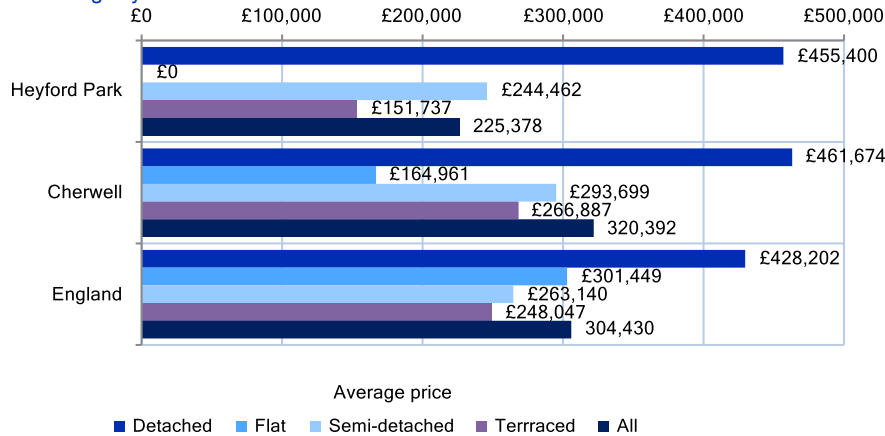 £0 £100,000 £200,000 £300,000 £400,000 £500,000
£455,400
£0
Heyford Park £244,462
£151,737
225,378
£461,674
£164,961
Cherwell £293,699
£266,887
320,392
£428,202
£301,449
England £263,140
£248,047
304,430
Average price
Detached Flat Semi-detached Terrraced All